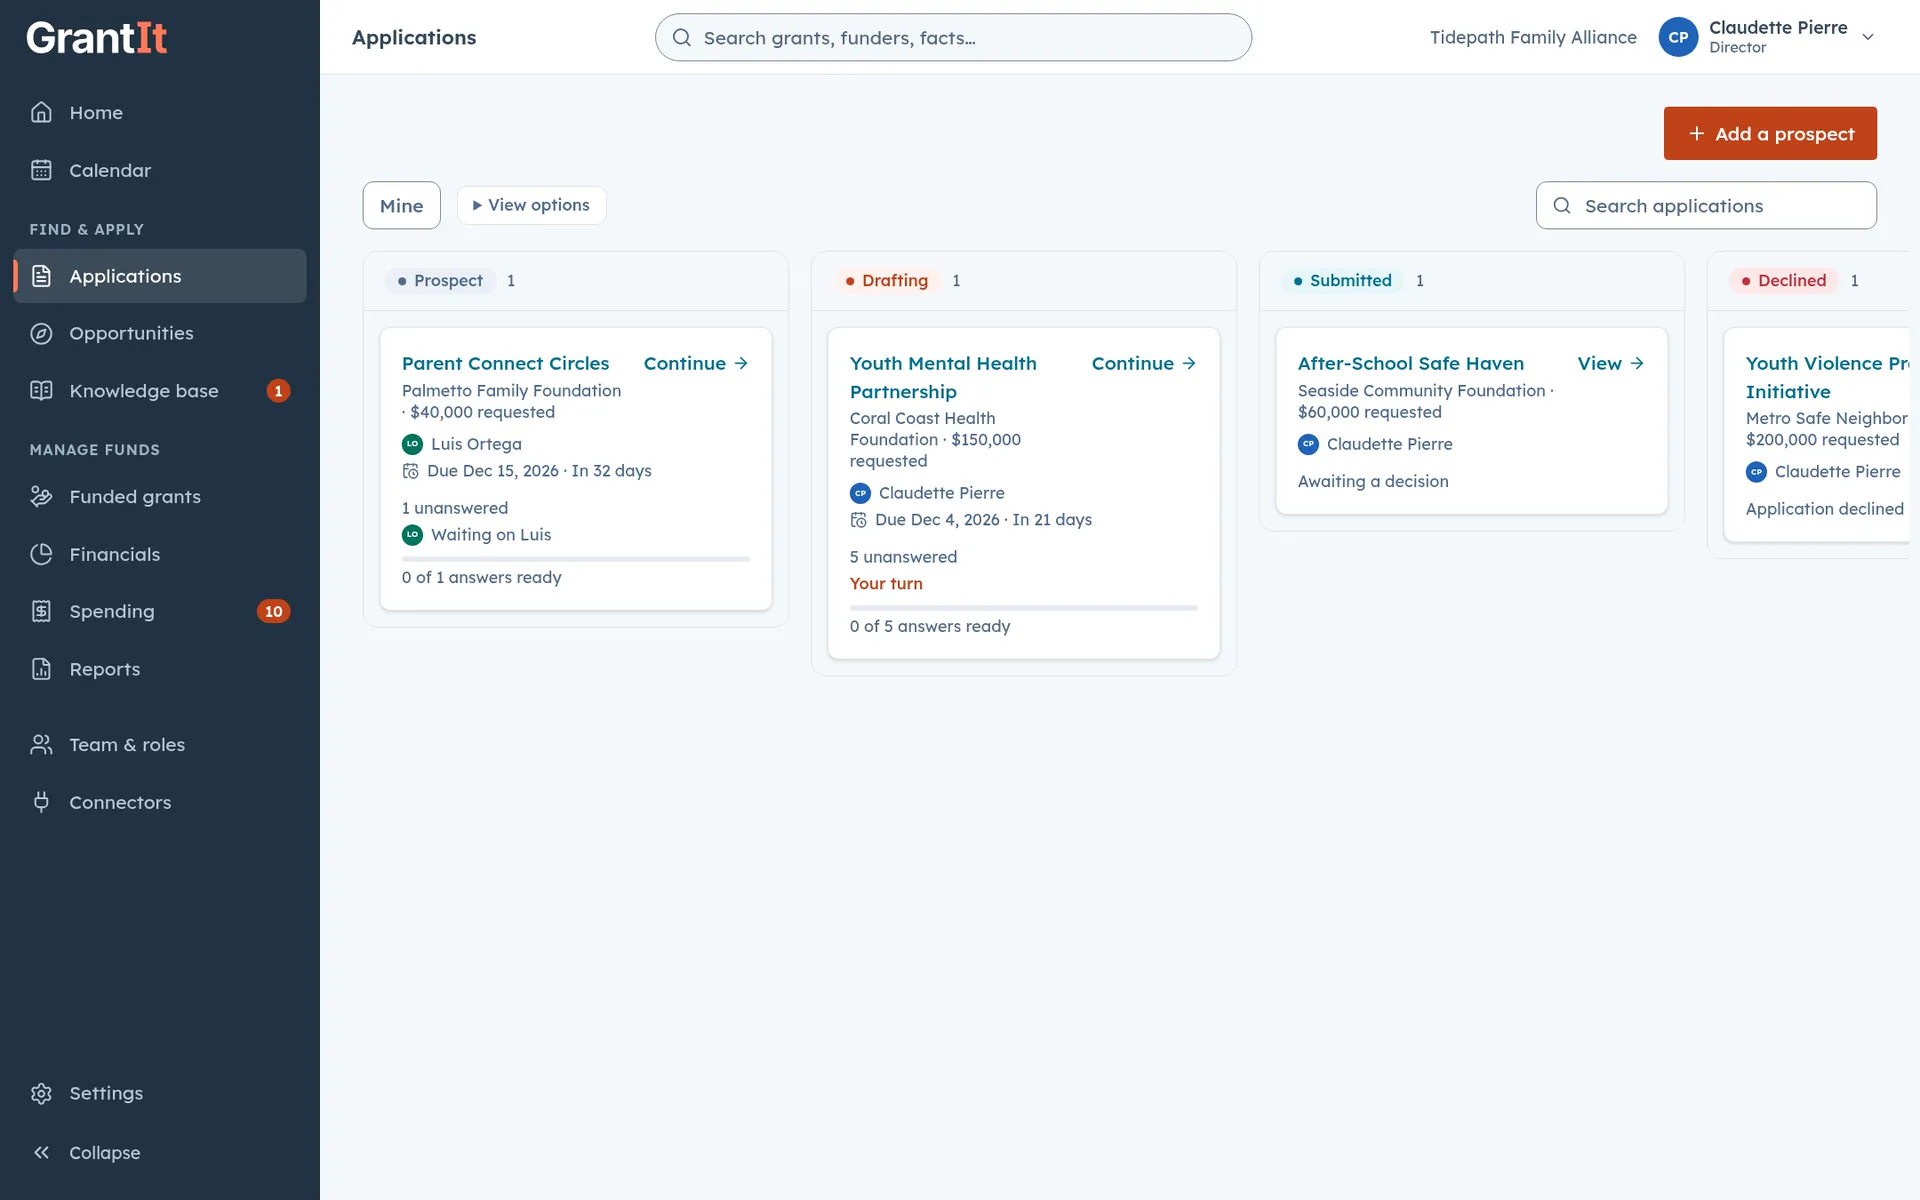 GrantIt
Home
Calendar
FIND & APPLY
Applications
Opportunities
Knowledge base 1
MANAGE FUNDS
Funded grants
Financials
Spending 10
Reports
Team & roles
Connectors
Settings
Collapse
Applications
Search grants, funders, facts...
Tidepath Family Alliance
CP
Claudette Pierre
Director
+ Add a prospect
Mine
View options
Search applications
Prospect 1
Parent Connect Circles
Continue →
Palmetto Family Foundation
· $40,000 requested
LO Luis Ortega
Due Dec 15, 2026 · In 32 days
1 unanswered
LO Waiting on Luis
0 of 1 answers ready
Drafting 1
Youth Mental Health
Partnership
Continue →
Coral Coast Health
Foundation · $150,000
requested
CP Claudette Pierre
Due Dec 4, 2026 · In 21 days
5 unanswered
Your turn
0 of 5 answers ready
Submitted 1
After-School Safe Haven
View →
Seaside Community Foundation ·
$60,000 requested
CP Claudette Pierre
Awaiting a decision
Declined 1
Youth Violence
Initiative
Metro Safe
$200,000 requested
CP Claudette Pierre
Application declined